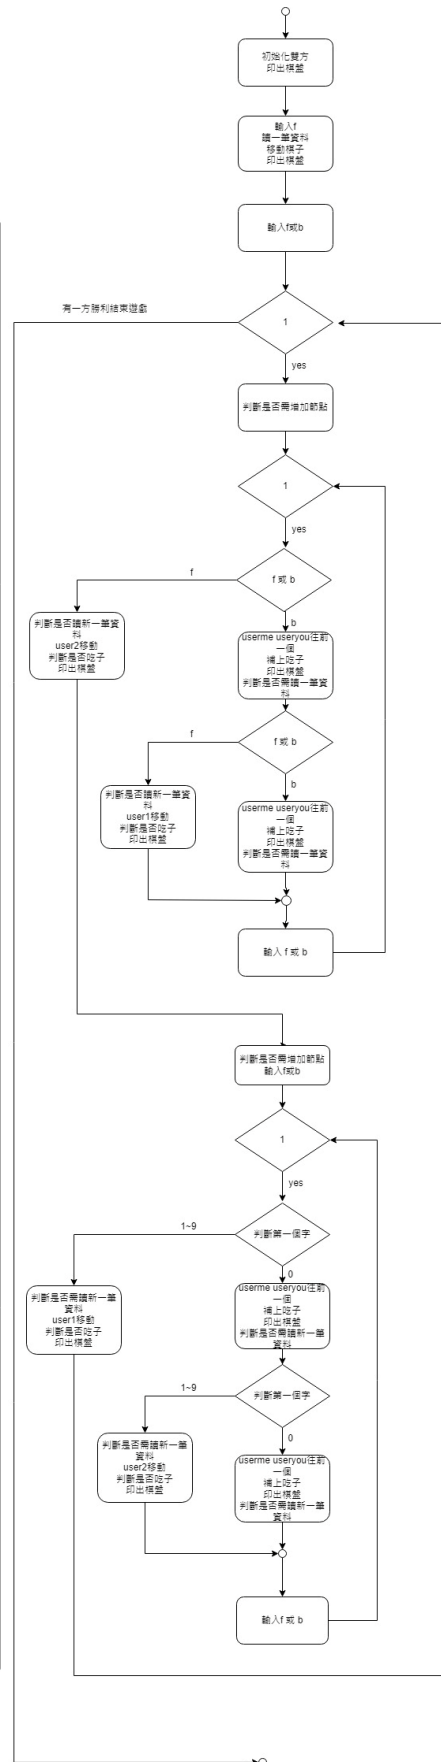 初始化雙方
印出棋盤
輸入f
讀一筆資料
移動棋子
印出棋盤
輸入f或b
有一方勝利結束遊戲
1
yes
判斷是否需增加節點
1
yes
f 或 b
f
b
判斷是否讀新一筆資
料
user2移動
判斷是否吃子
印出棋盤
userme useryou往前
一個
補上吃子
印出棋盤
判斷是否需讀一筆資
料
f 或 b
f
b
判斷是否讀新一筆資
料
user1移動
判斷是否吃子
印出棋盤
userme useryou往前
一個
補上吃子
印出棋盤
判斷是否需讀一筆資
料
輸入 f 或 b
判斷是否需增加節點
輸入f或b
1
yes
判斷第一個字
1~9
0
判斷是否需讀新一筆
資料
user1移動
判斷是否吃子
印出棋盤
userme useryou往前
一個
補上吃子
印出棋盤
判斷是否需讀新一筆
資料
判斷第一個字
1~9
0
判斷是否需讀新一筆
資料
user2移動
判斷是否吃子
印出棋盤
userme useryou往前
一個
補上吃子
印出棋盤
判斷是否需讀新一筆
資料
輸入f 或 b